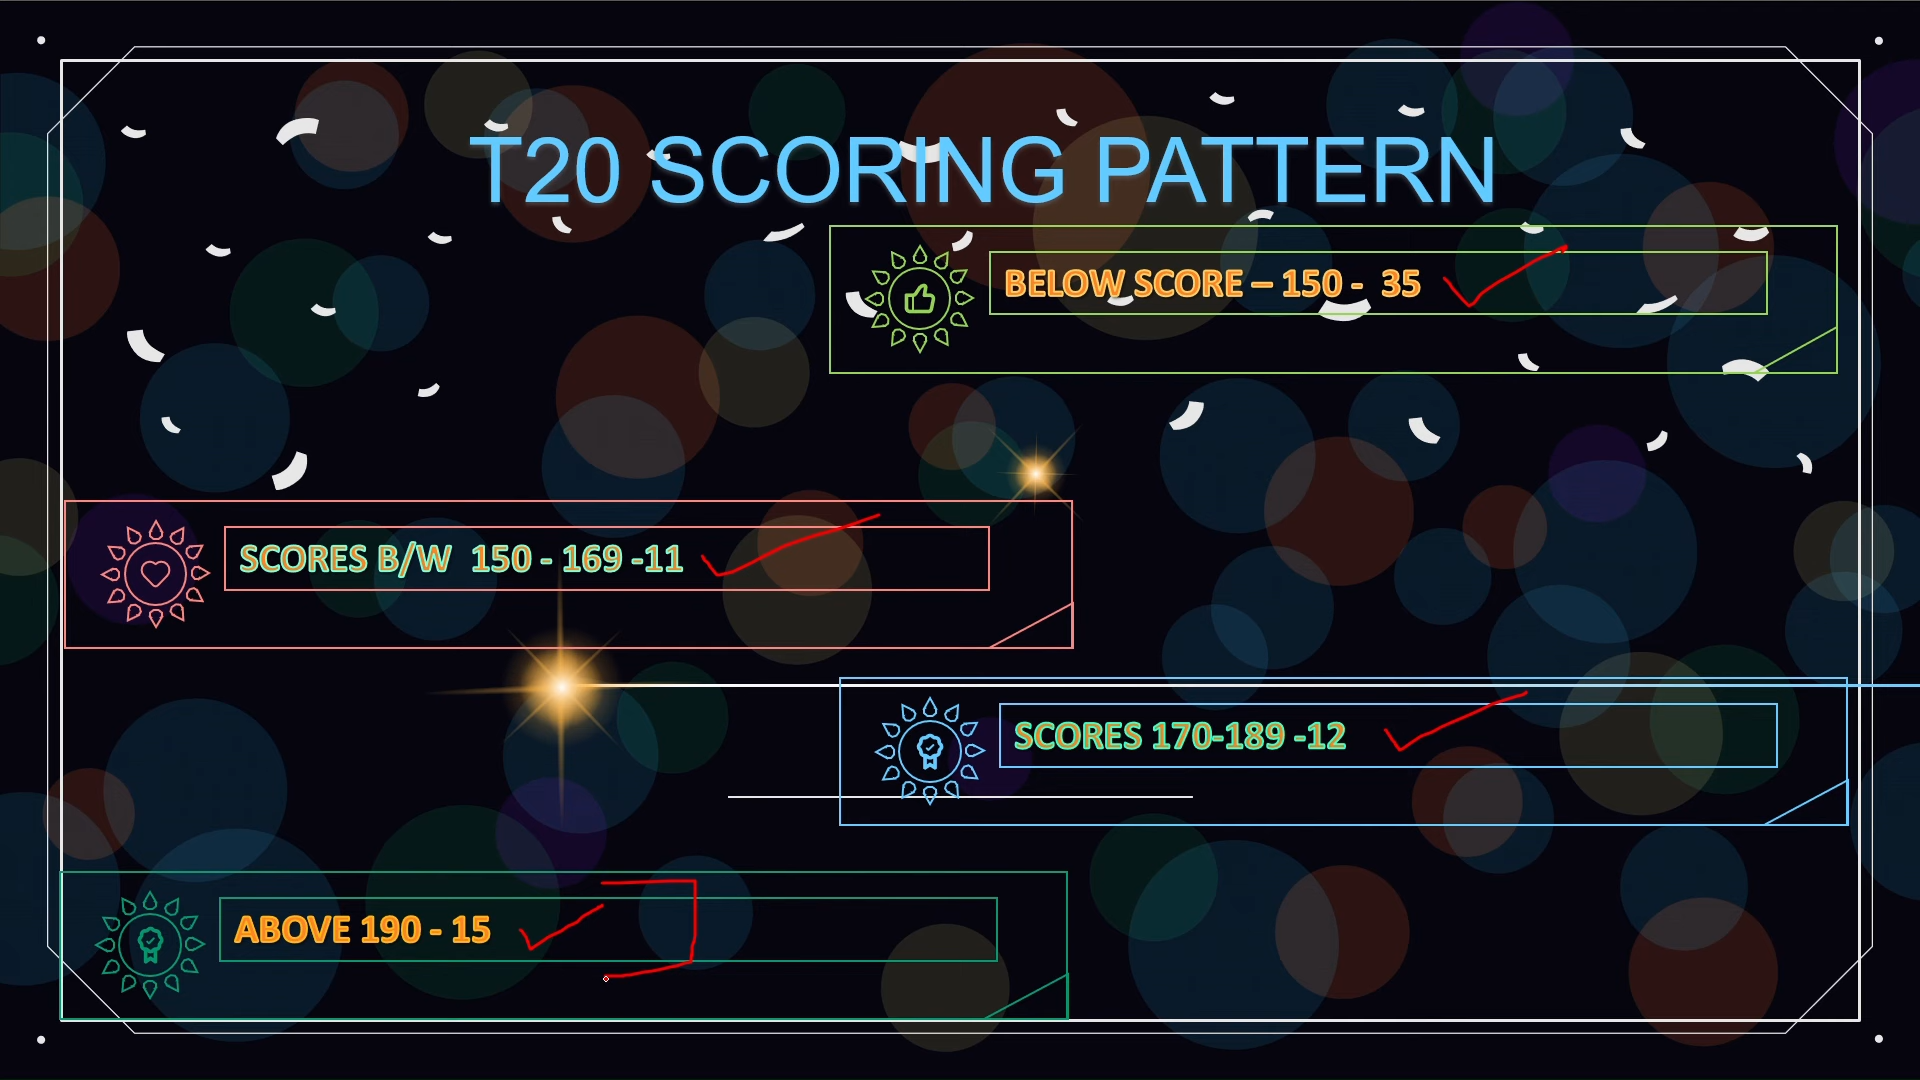 T20 SCORING PATTERN
BELOW SCORE – 150 -  35
SCORES B/W  150 - 169 -11
SCORES 170-189 -12
ABOVE 190 - 15